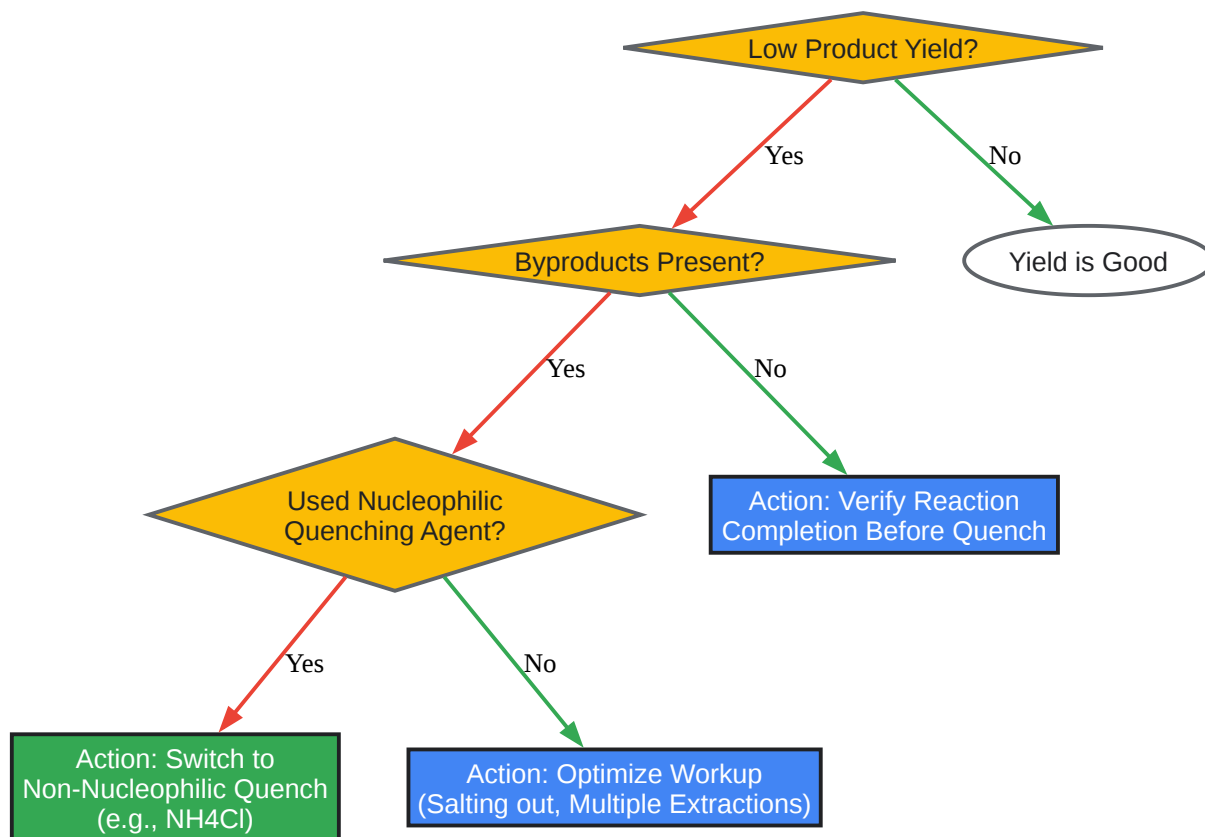 Low Product Yield?
Yes
No
Byproducts Present?
Yield is Good
Yes
No
Used Nucleophilic
Quenching Agent?
Action: Verify Reaction
Completion Before Quench
Yes
No
Action: Switch to
Non-Nucleophilic Quench
(e.g., NH4Cl)
Action: Optimize Workup
(Salting out, Multiple Extractions)